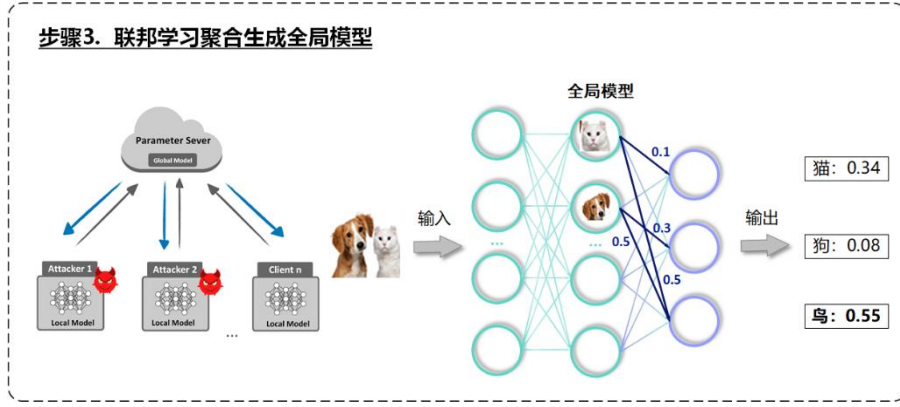 步骤3. 联邦学习聚合生成全局模型
Parameter Sever
Global Model
Attacker 1
Local Model
Attacker 2
Local Model
...
Client n
Local Model
输入
全局模型
...
...
0.1
0.3
0.5
0.5
输出
猫：0.34
狗：0.08
鸟：0.55